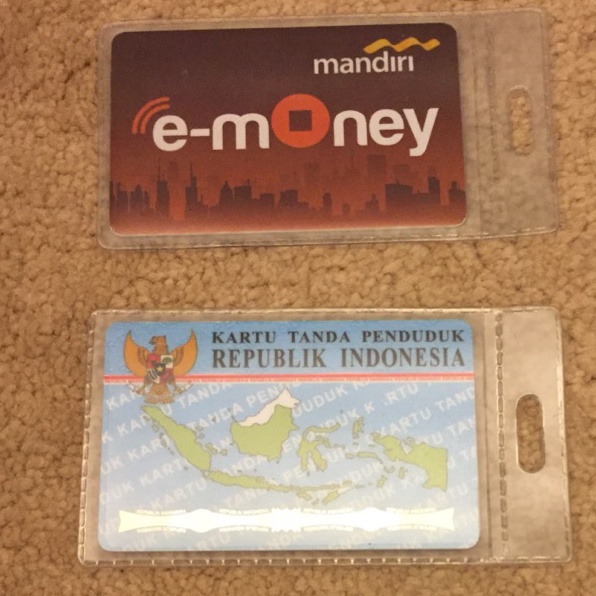 mandiri
e-money
KARTU TANDA PENDUDUK
REPUBLIK INDONESIA